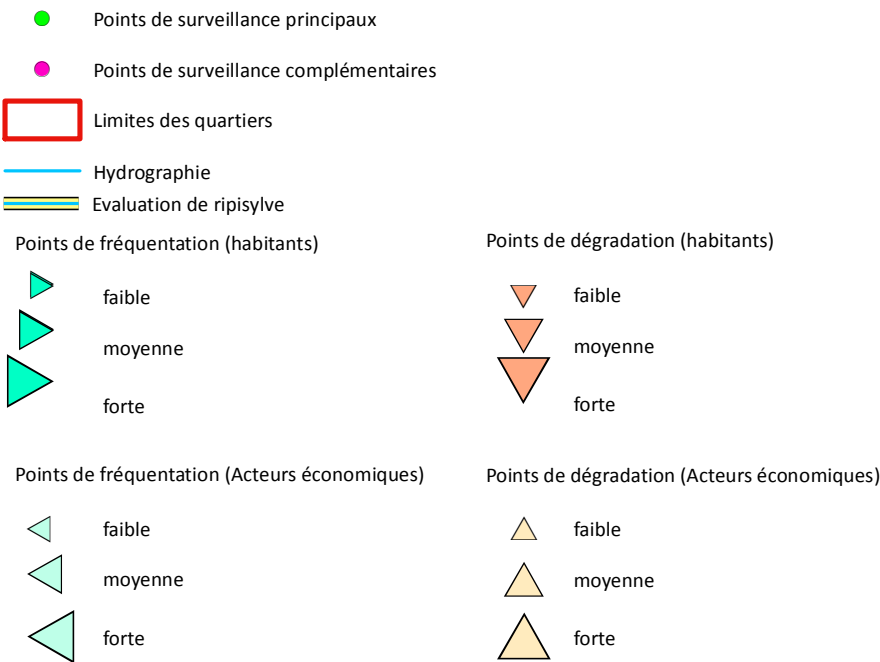 Points de surveillance principaux
Points de surveillance complémentaires
Limites des quartiers
Hydrographie
Evaluation de ripisylve
Points de fréquentation (habitants)
faible
moyenne
forte
Points de dégradation (habitants)
faible
moyenne
forte
Points de fréquentation (Acteurs économiques)
faible
moyenne
forte
Points de dégradation (Acteurs économiques)
faible
moyenne
forte